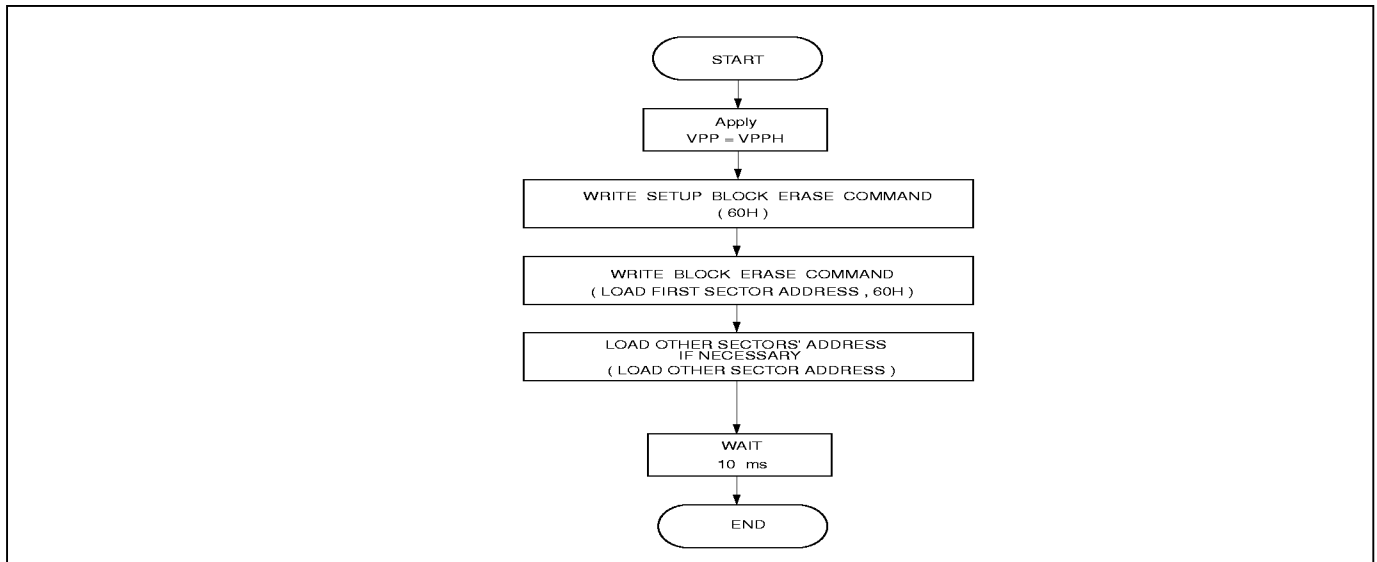 START
Apply
VPP = VPPH
WRITE SETUP BLOCK ERASE COMMAND
( 60H )
WRITE BLOCK ERASE COMMAND
( LOAD FIRST SECTOR ADDRESS , 60H )
LOAD OTHER SECTORS' ADDRESS
IF NECESSARY
( LOAD OTHER SECTOR ADDRESS )
WAIT
10 ms
END